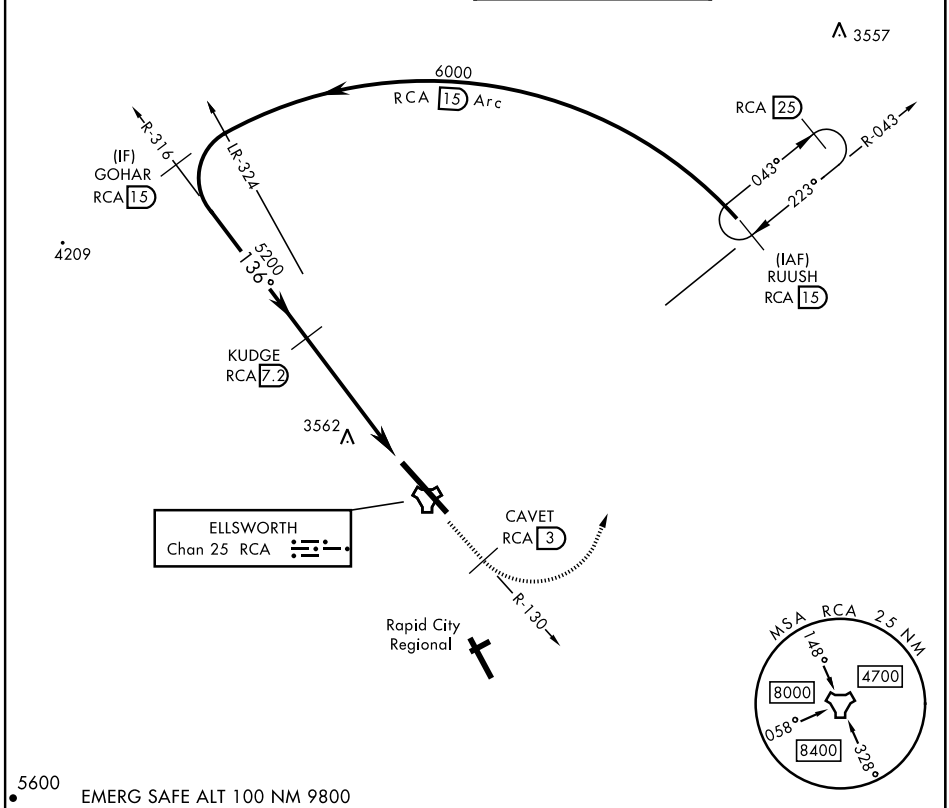 3557
6000
RCA 15 Arc
RCA 25
R-316
LR-324
R-043
043°
223°
(IF)
GOHAR
RCA 15
4209
5200
136°
(IAF)
RUUSH
RCA 15
KUDGE
RCA 7.2
3562
ELLSWORTH
Chan 25 RCA
CAVET
RCA 3
R-130
Rapid City
Regional
MSA RCA 25 NM
148°
4700
8000
058°
8400
328°
5600
EMERG SAFE ALT 100 NM 9800